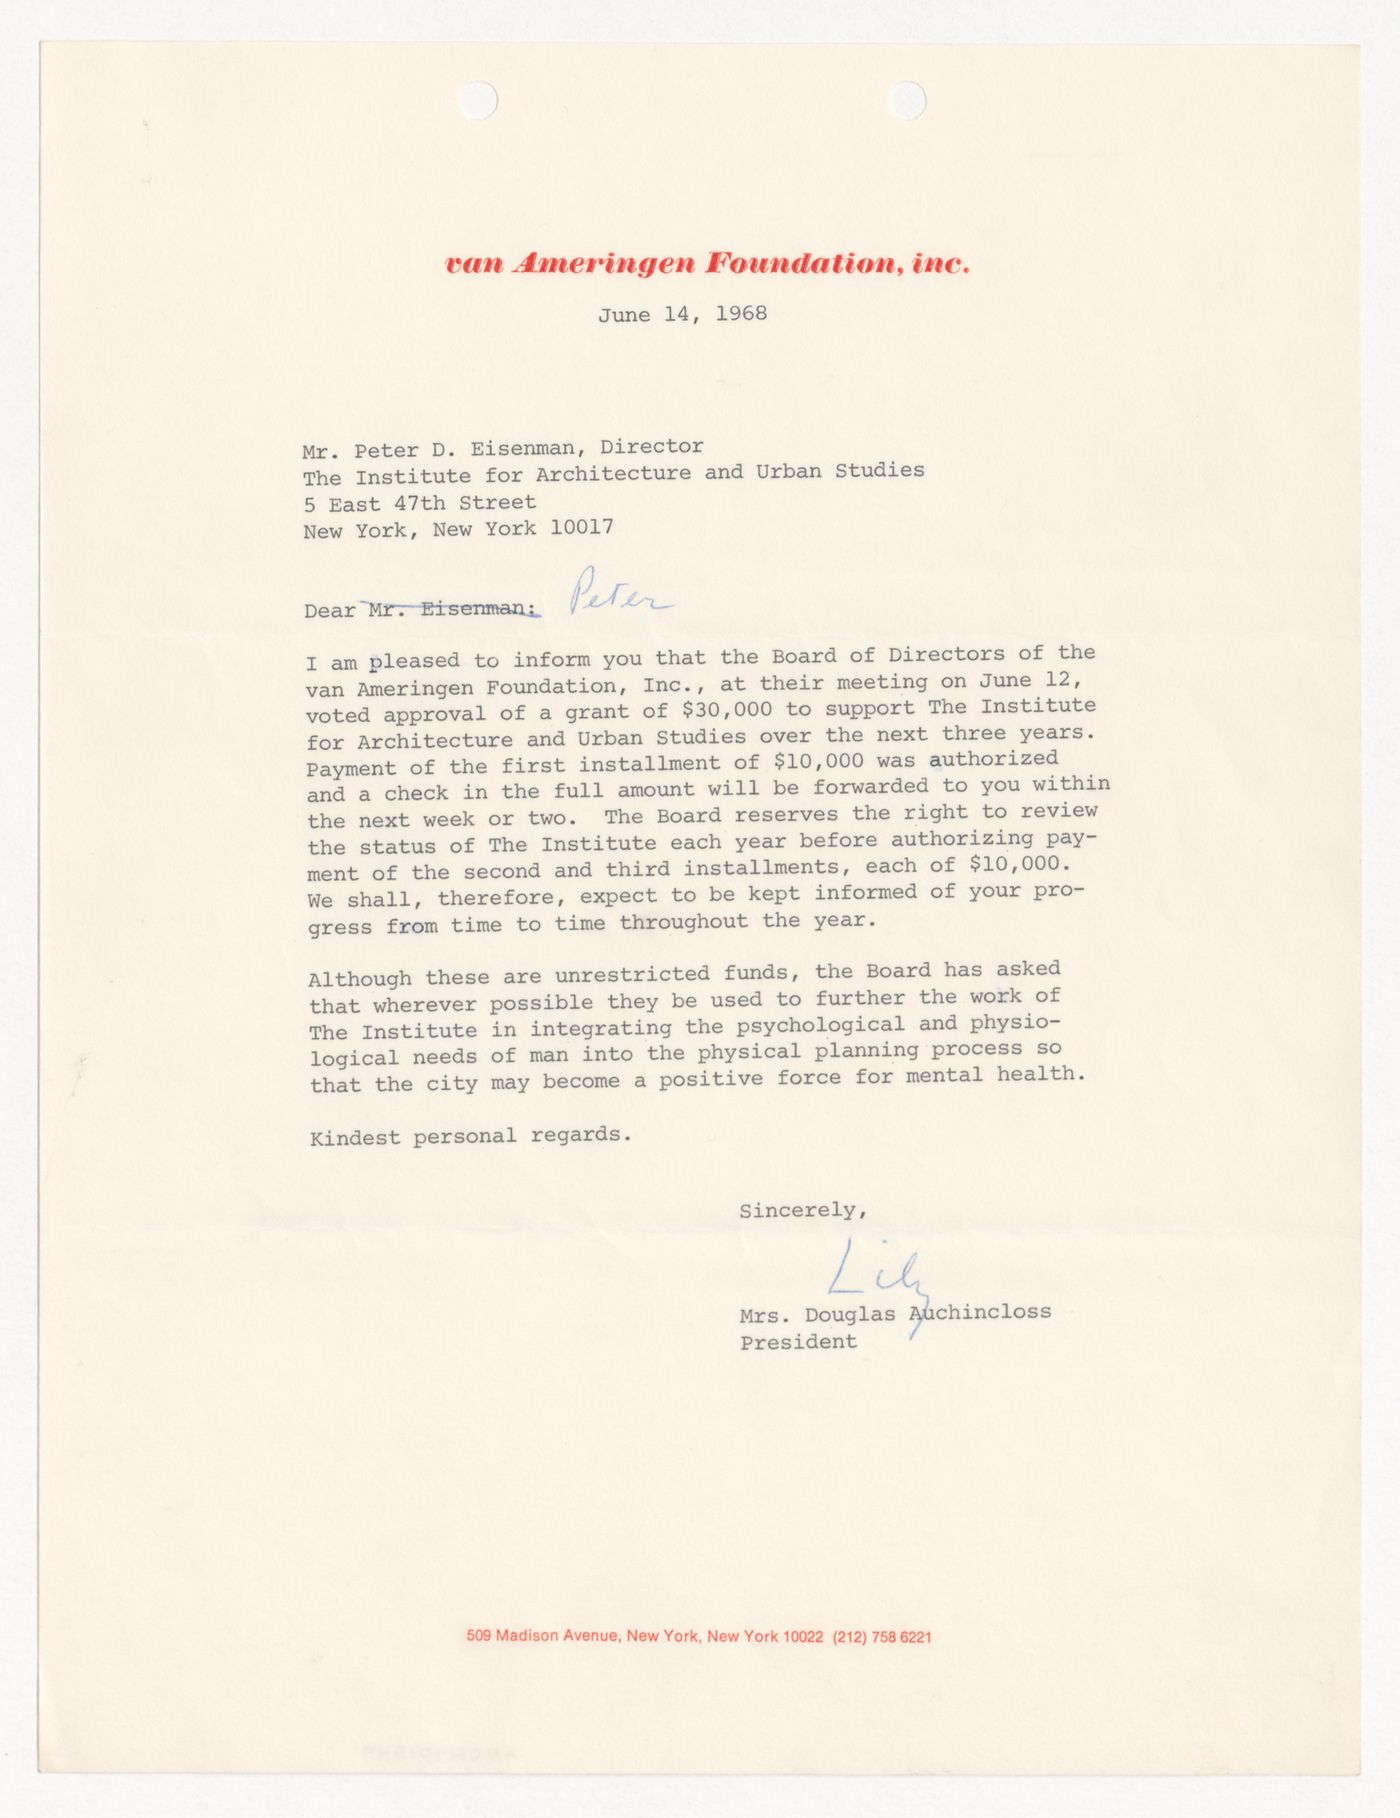 van Ameringen Foundation, inc.
June 14, 1968
Mr. Peter D. Eisenman, Director
The Institute for Architecture and Urban Studies
5 East 47th Street
New York, New York 10017
Dear Mr. Eisenman: Peter
I am pleased to inform you that the Board of Directors of the
van Ameringen Foundation, Inc., at their meeting on June 12,
voted approval of a grant of $30,000 to support The Institute
for Architecture and Urban Studies over the next three years.
Payment of the first installment of $10,000 was authorized
and a check in the full amount will be forwarded to you within
the next week or two. The Board reserves the right to review
the status of The Institute each year before authorizing pay-
ment of the second and third installments, each of $10,000.
We shall, therefore, expect to be kept informed of your pro-
gress from time to time throughout the year.
Although these are unrestricted funds, the Board has asked
that wherever possible they be used to further the work of
The Institute in integrating the psychological and physio-
logical needs of man into the physical planning process so
that the city may become a positive force for mental health.
Kindest personal regards.
Sincerely,
Lily
Mrs. Douglas Auchincloss
President
509 Madison Avenue, New York, New York 10022 (212) 758 6221